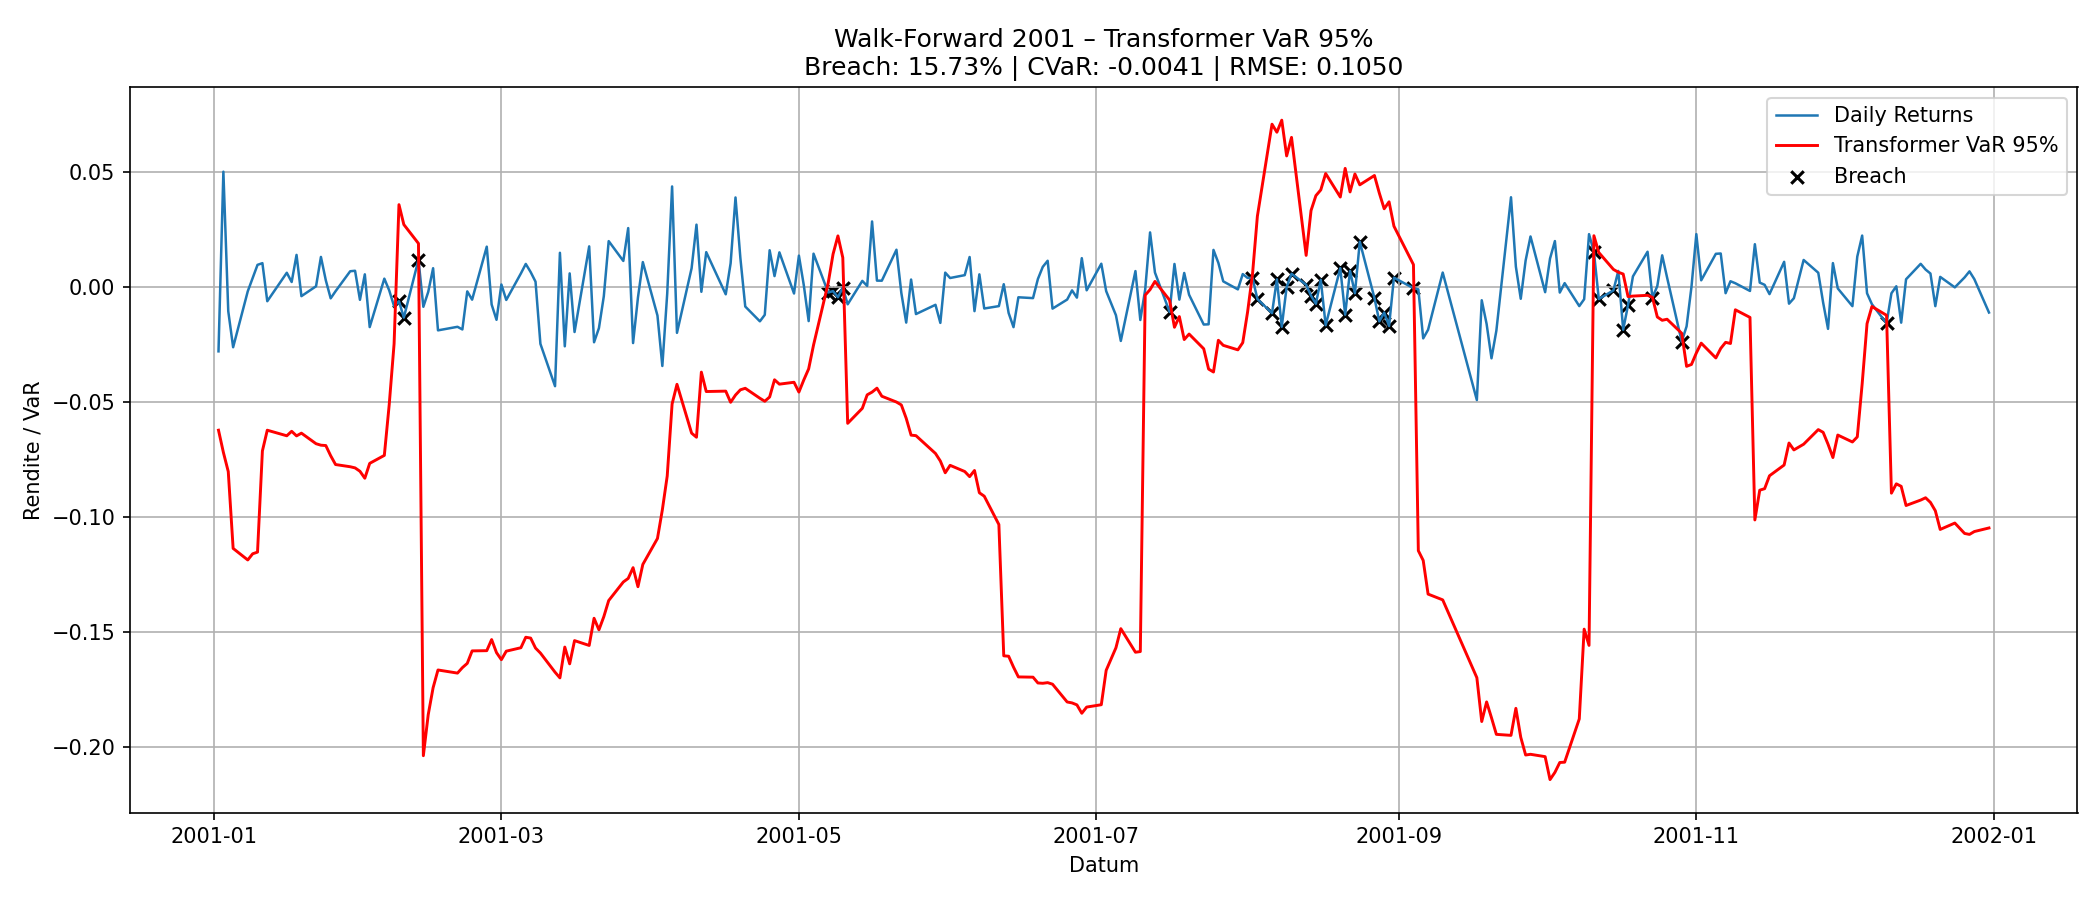 Walk-Forward 2001 – Transformer VaR 95%
Breach: 15.73% | CVaR: -0.0041 | RMSE: 0.1050
Daily Returns
Transformer VaR 95%
Breach
Rendite / VaR
0.05
0.00
−0.05
−0.10
−0.15
−0.20
2001-01
2001-03
2001-05
2001-07
2001-09
2001-11
2002-01
Datum